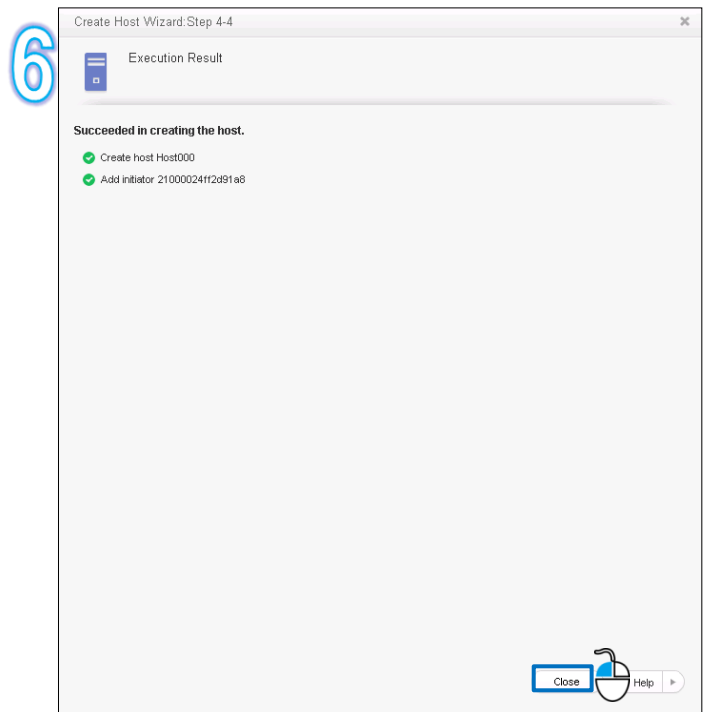 6
Create Host Wizard:Step 4-4
Execution Result
Succeeded in creating the host.
Create host Host000
Add initiator 21000024ff2d91a8
Close
Help